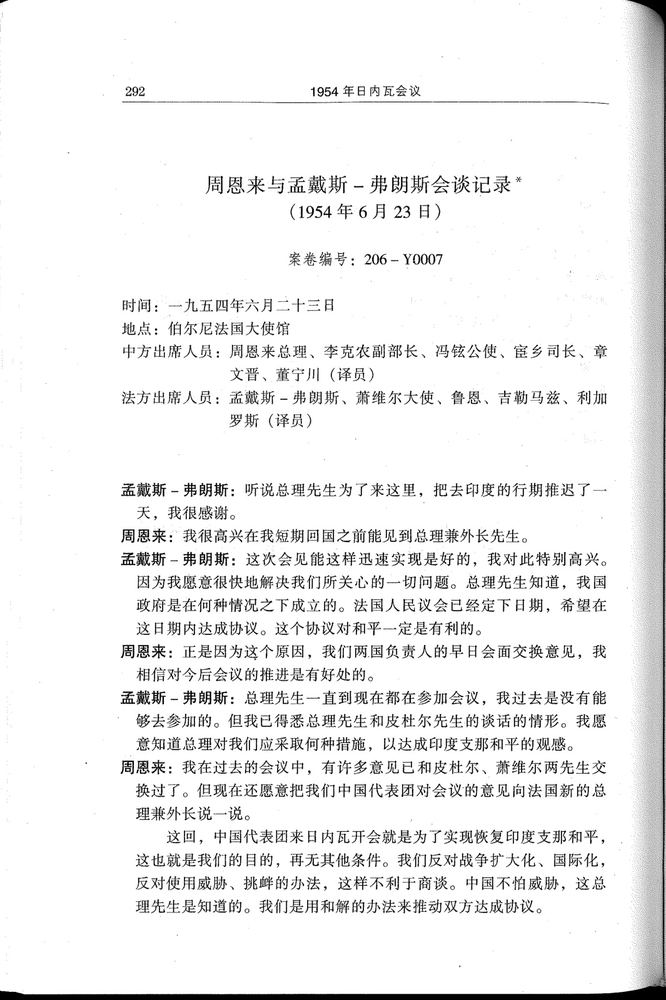 292
1954 年日内瓦会议
周恩来与孟戴斯－弗朗斯会谈记录*
（1954 年 6 月 23 日）
案卷编号：206－Y0007
时间：一九五四年六月二十三日
地点：伯尔尼法国大使馆
中方出席人员：周恩来总理、李克农副部长、冯铉公使、宦乡司长、章
文晋、董宁川（译员）
法方出席人员：孟戴斯－弗朗斯、萧维尔大使、鲁恩、吉勒马兹、利加
罗斯（译员）
孟戴斯－弗朗斯：听说总理先生为了来这里，把去印度的行期推迟了一
天，我很感谢。
周恩来：我很高兴在我短期回国之前能见到总理兼外长先生。
孟戴斯－弗朗斯：这次会见能这样迅速实现是好的，我对此特别高兴。
因为我愿意很快地解决我们所关心的一切问题。总理先生知道，我国
政府是在何种情况之下成立的。法国人民议会已经定下日期，希望在
这日期内达成协议。这个协议对和平一定是有利的。
周恩来：正是因为这个原因，我们两国负责人的早日会面交换意见，我
相信对今后会议的推进是有好处的。
孟戴斯－弗朗斯：总理先生一直到现在都在参加会议，我过去是没有能
够去参加的。但我已得悉总理先生和皮杜尔先生的谈话的情形。我愿
意知道总理对我们应采取何种措施，以达成印度支那和平的观感。
周恩来：我在过去的会议中，有许多意见已和皮杜尔、萧维尔两先生交
换过了。但现在还愿意把我们中国代表团对会议的意见向法国新的总
理兼外长说一说。
这回，中国代表团来日内瓦开会就是为了实现恢复印度支那和平，
这也就是我们的目的，再无其他条件。我们反对战争扩大化、国际化，
反对使用威胁、挑衅的办法，这样不利于商谈。中国不怕威胁，这总
理先生是知道的。我们是用和解的办法来推动双方达成协议。